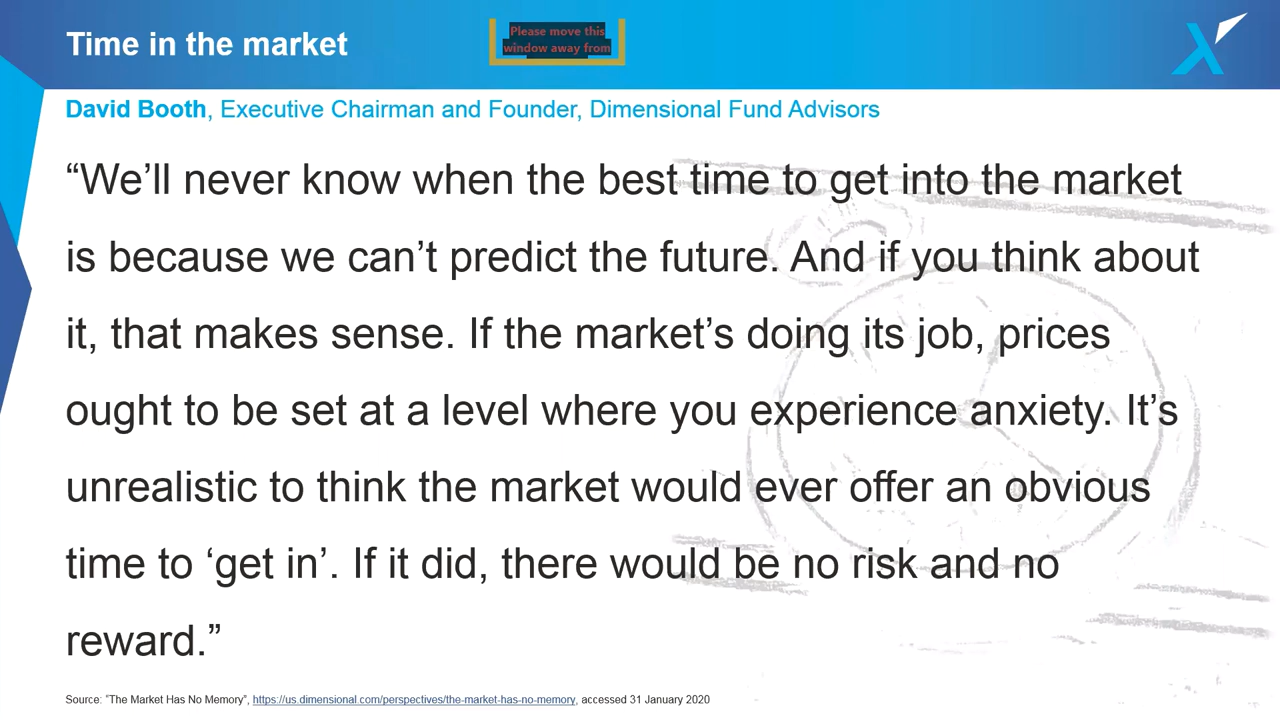 Time in the market
Please move this
window away from
David Booth, Executive Chairman and Founder, Dimensional Fund Advisors
“We’ll never know when the best time to get into the market
is because we can’t predict the future. And if you think about
it, that makes sense. If the market’s doing its job, prices
ought to be set at a level where you experience anxiety. It’s
unrealistic to think the market would ever offer an obvious
time to ‘get in’. If it did, there would be no risk and no
reward.”
Source: “The Market Has No Memory”, https://us.dimensional.com/perspectives/the-market-has-no-memory, accessed 31 January 2020